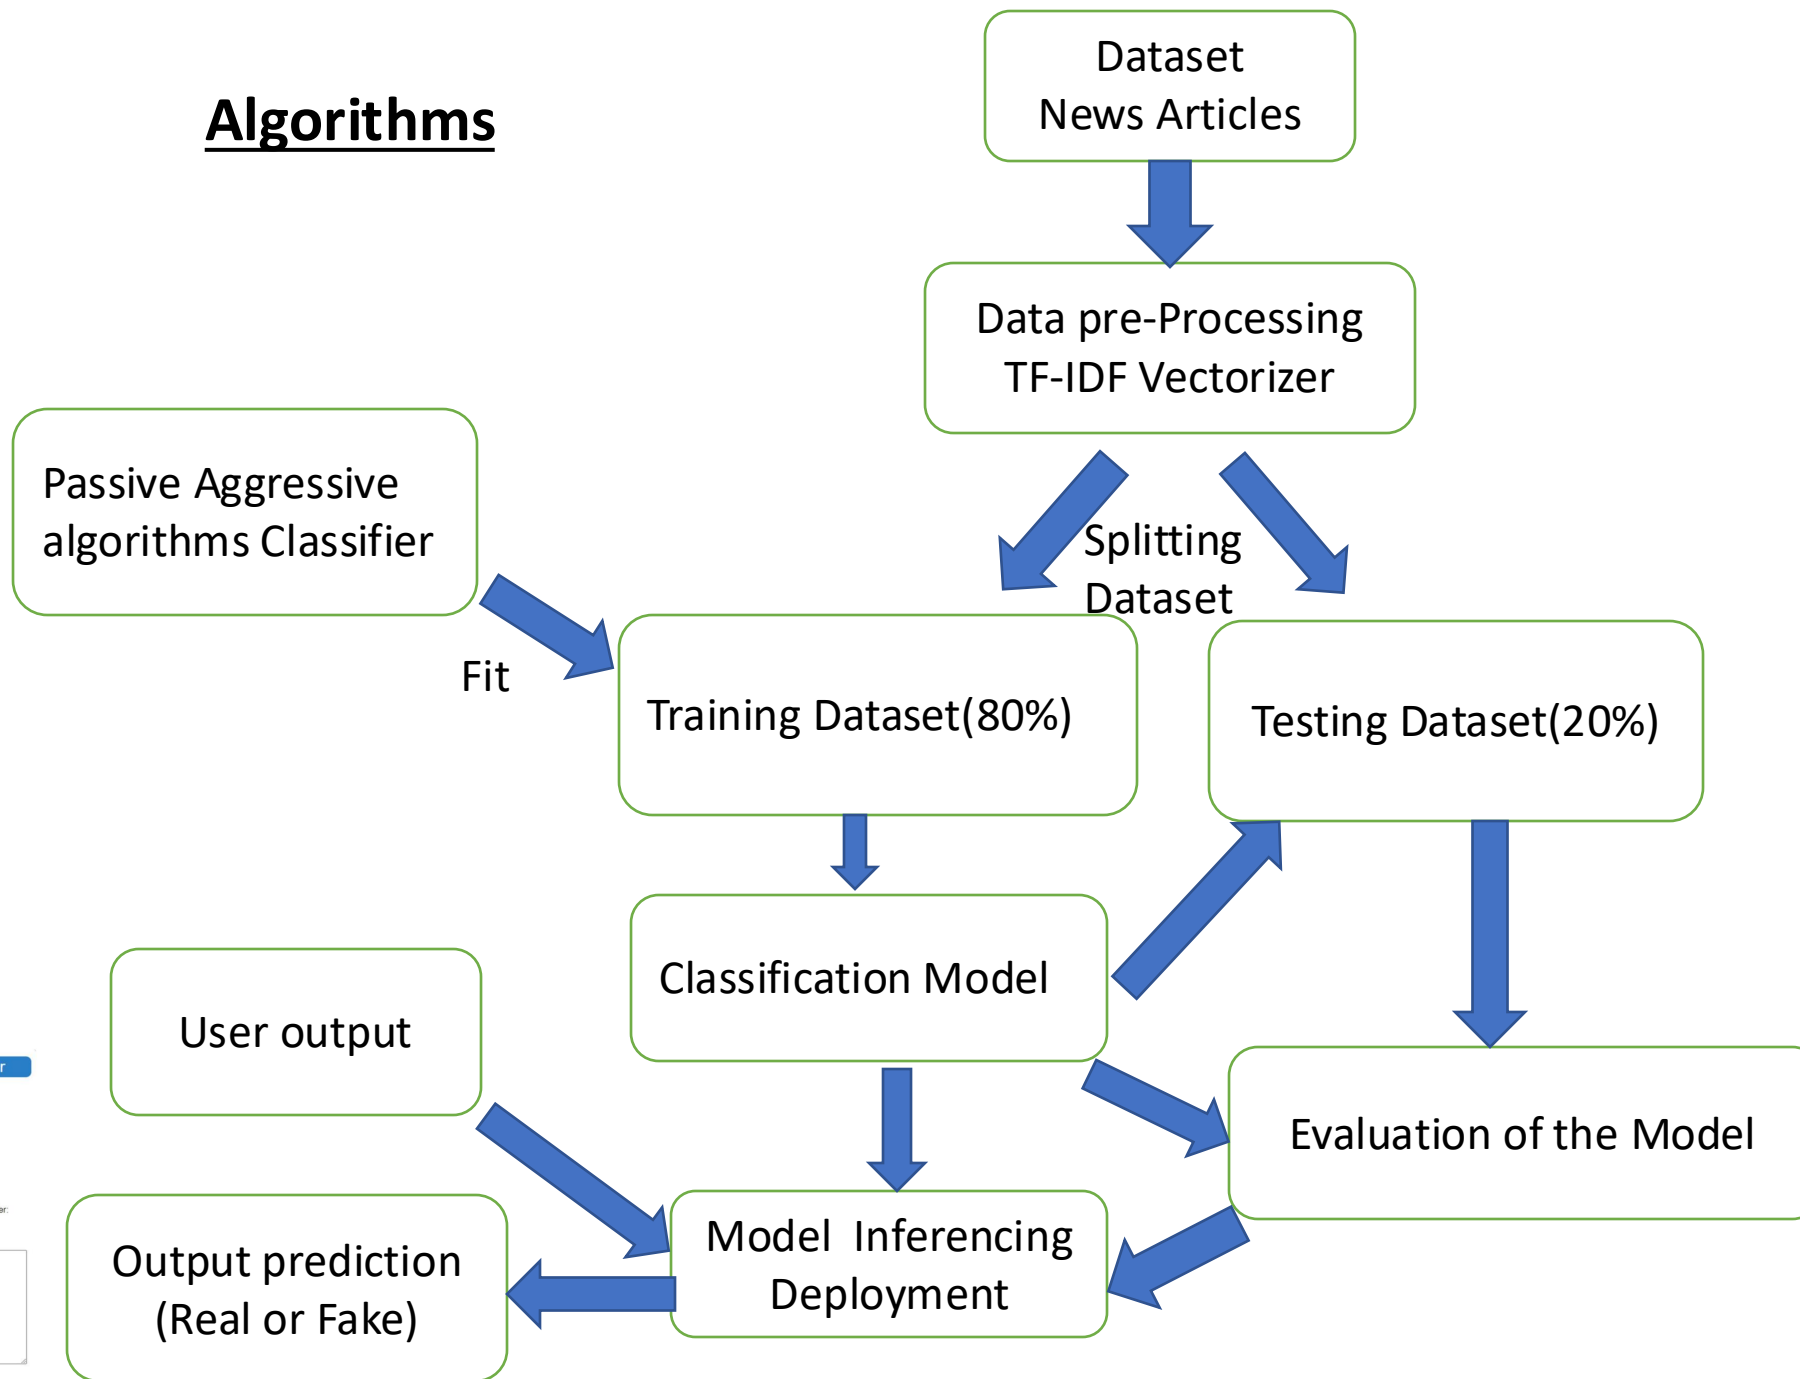 Algorithms
Dataset
News Articles
Data pre-Processing
TF-IDF Vectorizer
Passive Aggressive
algorithms Classifier
Splitting
Dataset
Fit
Training Dataset(80%)
Testing Dataset(20%)
Classification Model
User output
Evaluation of the Model
Model  Inferencing
Deployment
Output prediction
(Real or Fake)